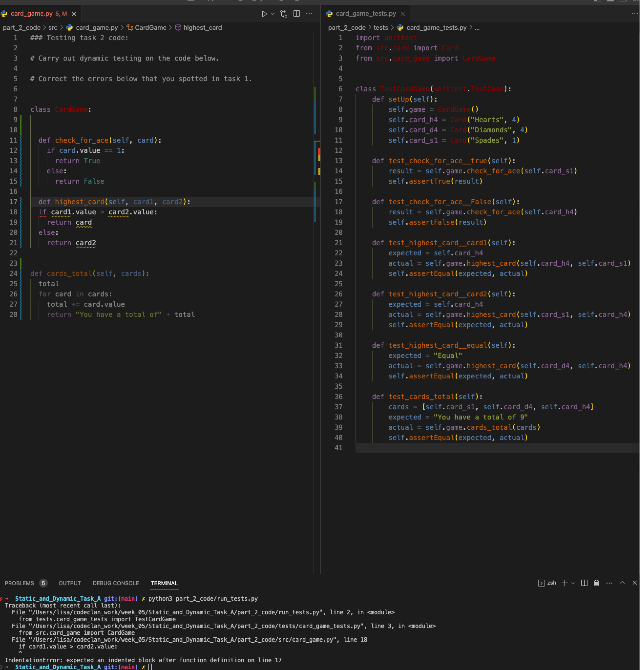 card_game.py 5, M ×
card_game_tests.py ×
part_2_code > src > card_game.py > CardGame > highest_card
part_2_code > tests > card_game_tests.py > ...
1 ### Testing task 2 code:
2
3 # Carry out dynamic testing on the code below.
4
5 # Correct the errors below that you spotted in task 1.
6
7
8 class CardGame:
9
10
11 def check_for_ace(self, card):
12 if card.value == 1:
13 return True
14 else:
15 return False
16
17 def highest_card(self, card1, card2):
18 if card1.value > card2.value:
19 return card
20 else:
21 return card2
22
23
24 def cards_total(self, cards):
25 total
26 for card in cards:
27 total += card.value
28 return "You have a total of" + total
1 import unittest
2 from src.card import Card
3 from src.card_game import CardGame
4
5
6 class TestCardGame(unittest.TestCase):
7 def setUp(self):
8 self.game = CardGame()
9 self.card_h4 = Card("Hearts", 4)
10 self.card_d4 = Card("Diamonds", 4)
11 self.card_s1 = Card("Spades", 1)
12
13 def test_check_for_ace__true(self):
14 result = self.game.check_for_ace(self.card_s1)
15 self.assertTrue(result)
16
17 def test_check_for_ace__False(self):
18 result = self.game.check_for_ace(self.card_h4)
19 self.assertFalse(result)
20
21 def test_highest_card__card1(self):
22 expected = self.card_h4
23 actual = self.game.highest_card(self.card_h4, self.card_s1)
24 self.assertEqual(expected, actual)
25
26 def test_highest_card__card2(self):
27 expected = self.card_h4
28 actual = self.game.highest_card(self.card_s1, self.card_h4)
29 self.assertEqual(expected, actual)
30
31 def test_highest_card__equal(self):
32 expected = "Equal"
33 actual = self.game.highest_card(self.card_d4, self.card_h4)
34 self.assertEqual(expected, actual)
35
36 def test_cards_total(self):
37 cards = [self.card_s1, self.card_d4, self.card_h4]
38 expected = "You have a total of 9"
39 actual = self.game.cards_total(cards)
40 self.assertEqual(expected, actual)
41
PROBLEMS 5 OUTPUT DEBUG CONSOLE TERMINAL
zsh
→ Static_and_Dynamic_Task_A git:(main) ✗ python3 part_2_code/run_tests.py
Traceback (most recent call last):
File "/Users/lisa/codeclan_work/week_05/Static_and_Dynamic_Task_A/part_2_code/run_tests.py", line 2, in <module>
from tests.card_game_tests import TestCardGame
File "/Users/lisa/codeclan_work/week_05/Static_and_Dynamic_Task_A/part_2_code/tests/card_game_tests.py", line 3, in <module>
from src.card_game import CardGame
File "/Users/lisa/codeclan_work/week_05/Static_and_Dynamic_Task_A/part_2_code/src/card_game.py", line 18
if card1.value > card2.value:
^
IndentationError: expected an indented block after function definition on line 17
→ Static_and_Dynamic_Task_A git:(main) ✗